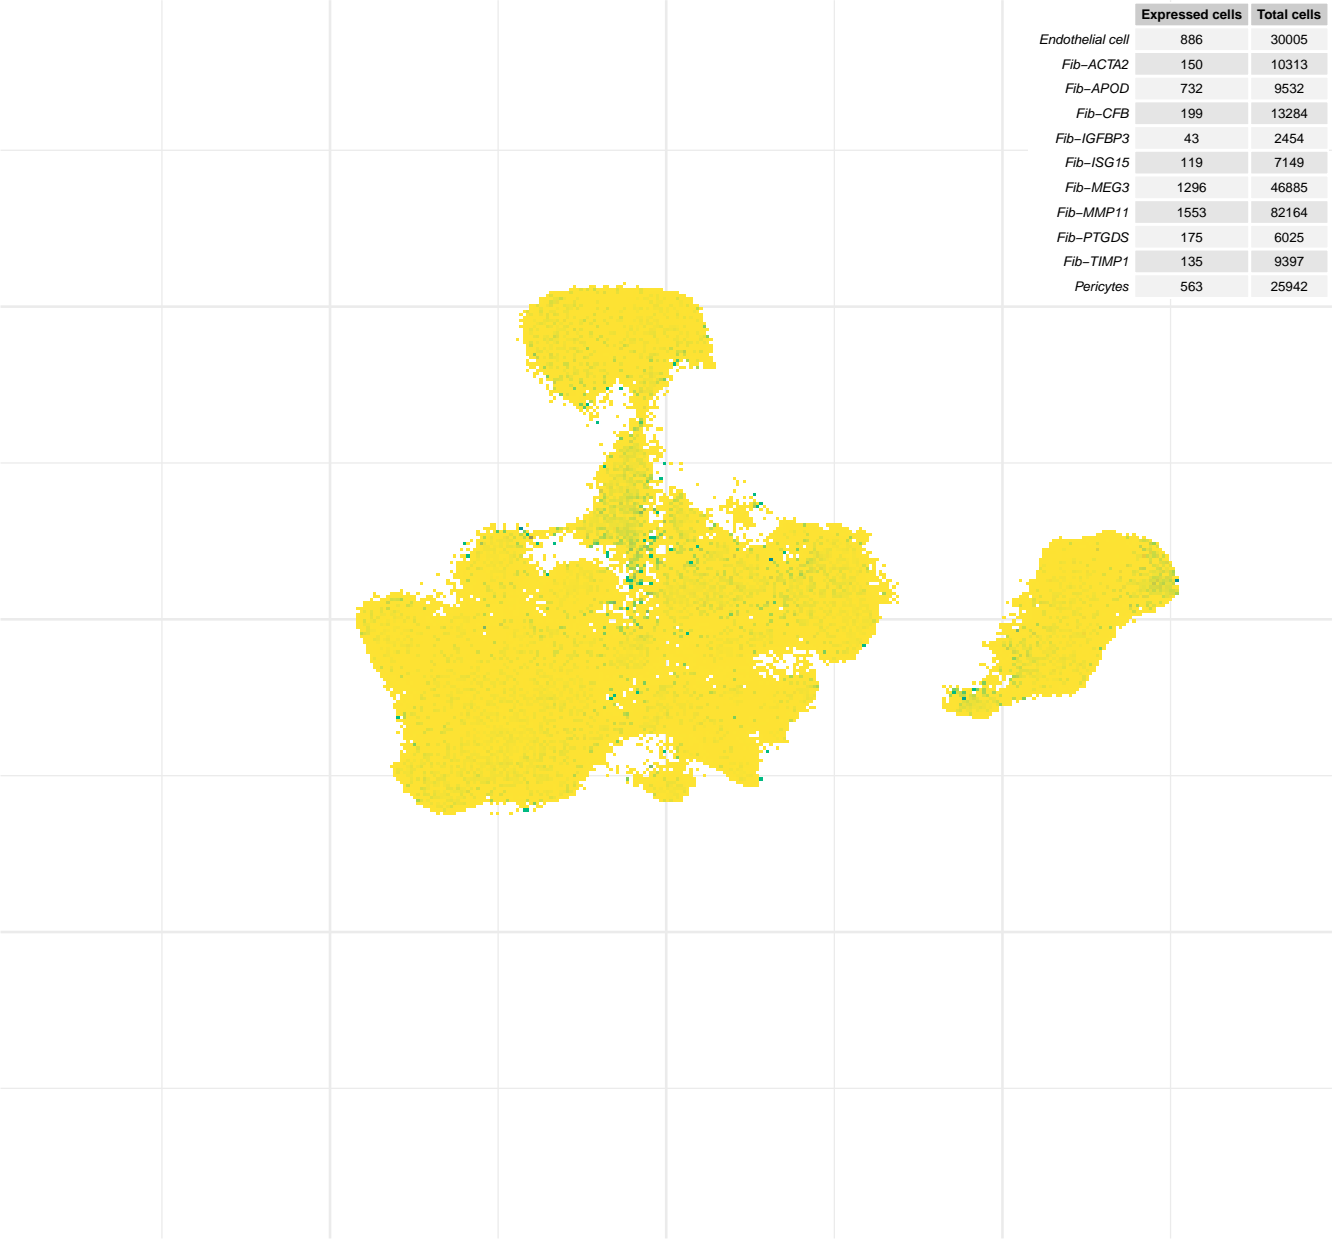 Expressed cells Total cells
Endothelial cell 886 30005
Fib−ACTA2 150 10313
Fib−APOD 732 9532
Fib−CFB 199 13284
Fib−IGFBP3 43 2454
Fib−ISG15 119 7149
Fib−MEG3 1296 46885
Fib−MMP11 1553 82164
Fib−PTGDS 175 6025
Fib−TIMP1 135 9397
Pericytes 563 25942